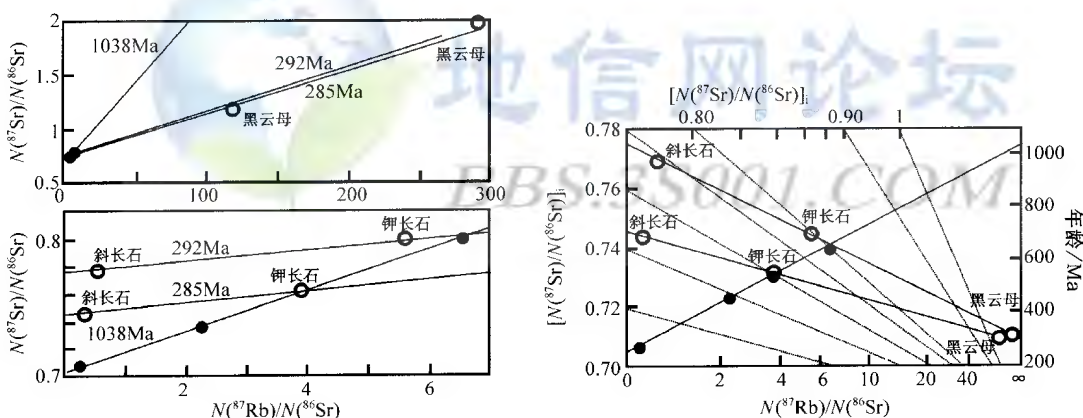 N(⁸⁷Sr)/N(⁸⁶Sr)
2
1.5
1
0.5
1038Ma
292Ma
285Ma
黑云母
黑云母
0
100
200
300
N(⁸⁷Sr)/N(⁸⁶Sr)
0.8
0.7
斜长石
292Ma
钾长石
斜长石
285Ma
钾长石
1038Ma
0
2
4
6
N(⁸⁷Rb)/N(⁸⁶Sr)
地信网论坛
BBS.3S001.COM
[N(⁸⁷Sr)/N(⁸⁶Sr)]i
0.80
0.90
1
[N(⁸⁷Sr)/N(⁸⁶Sr)]i
0.78
0.76
0.74
0.72
0.70
斜长石
斜长石
钾长石
钾长石
黑云母
黑云母
1000
800
600
400
200
年龄/Ma
0
2
4
6
10
20
40
∞
N(⁸⁷Rb)/N(⁸⁶Sr)